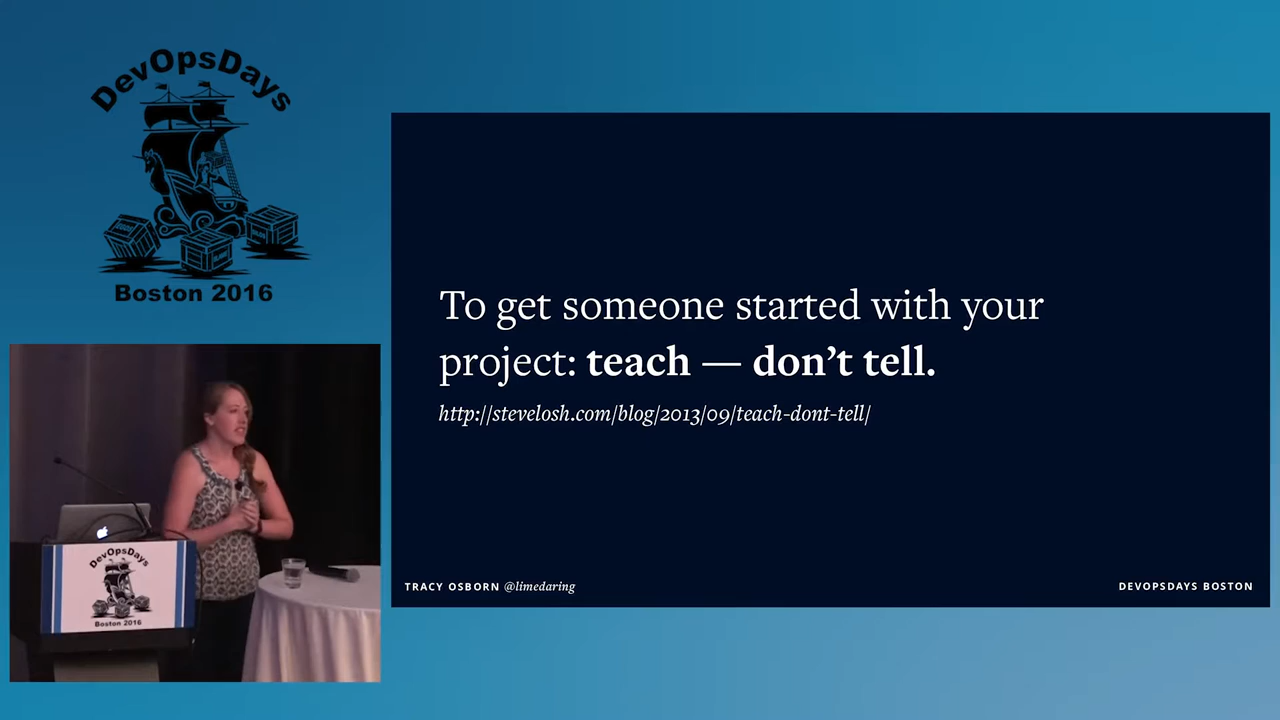 DevOpsDays
Boston 2016
To get someone started with your
project: teach — don't tell.
http://stevelosh.com/blog/2013/09/teach-dont-tell/
TRACY OSBORN @limedaring
DEVOPSDAYS BOSTON
DevOpsDays
Boston 2016